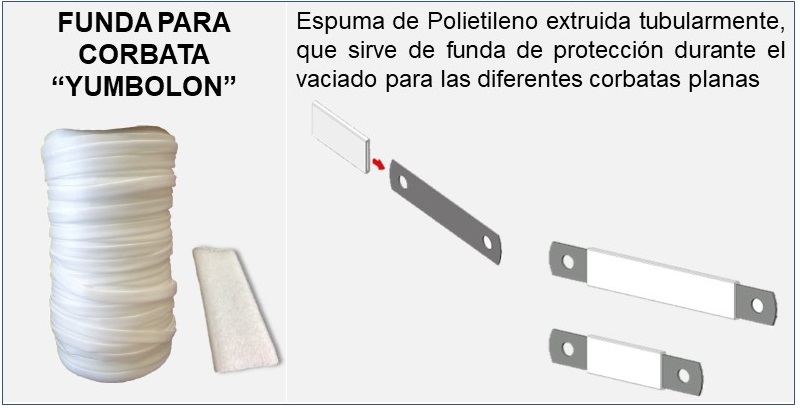 FUNDA PARA
CORBATA
“YUMBOLON”
Espuma de Polietileno extruida tubularmente,
que sirve de funda de protección durante el
vaciado para las diferentes corbatas planas